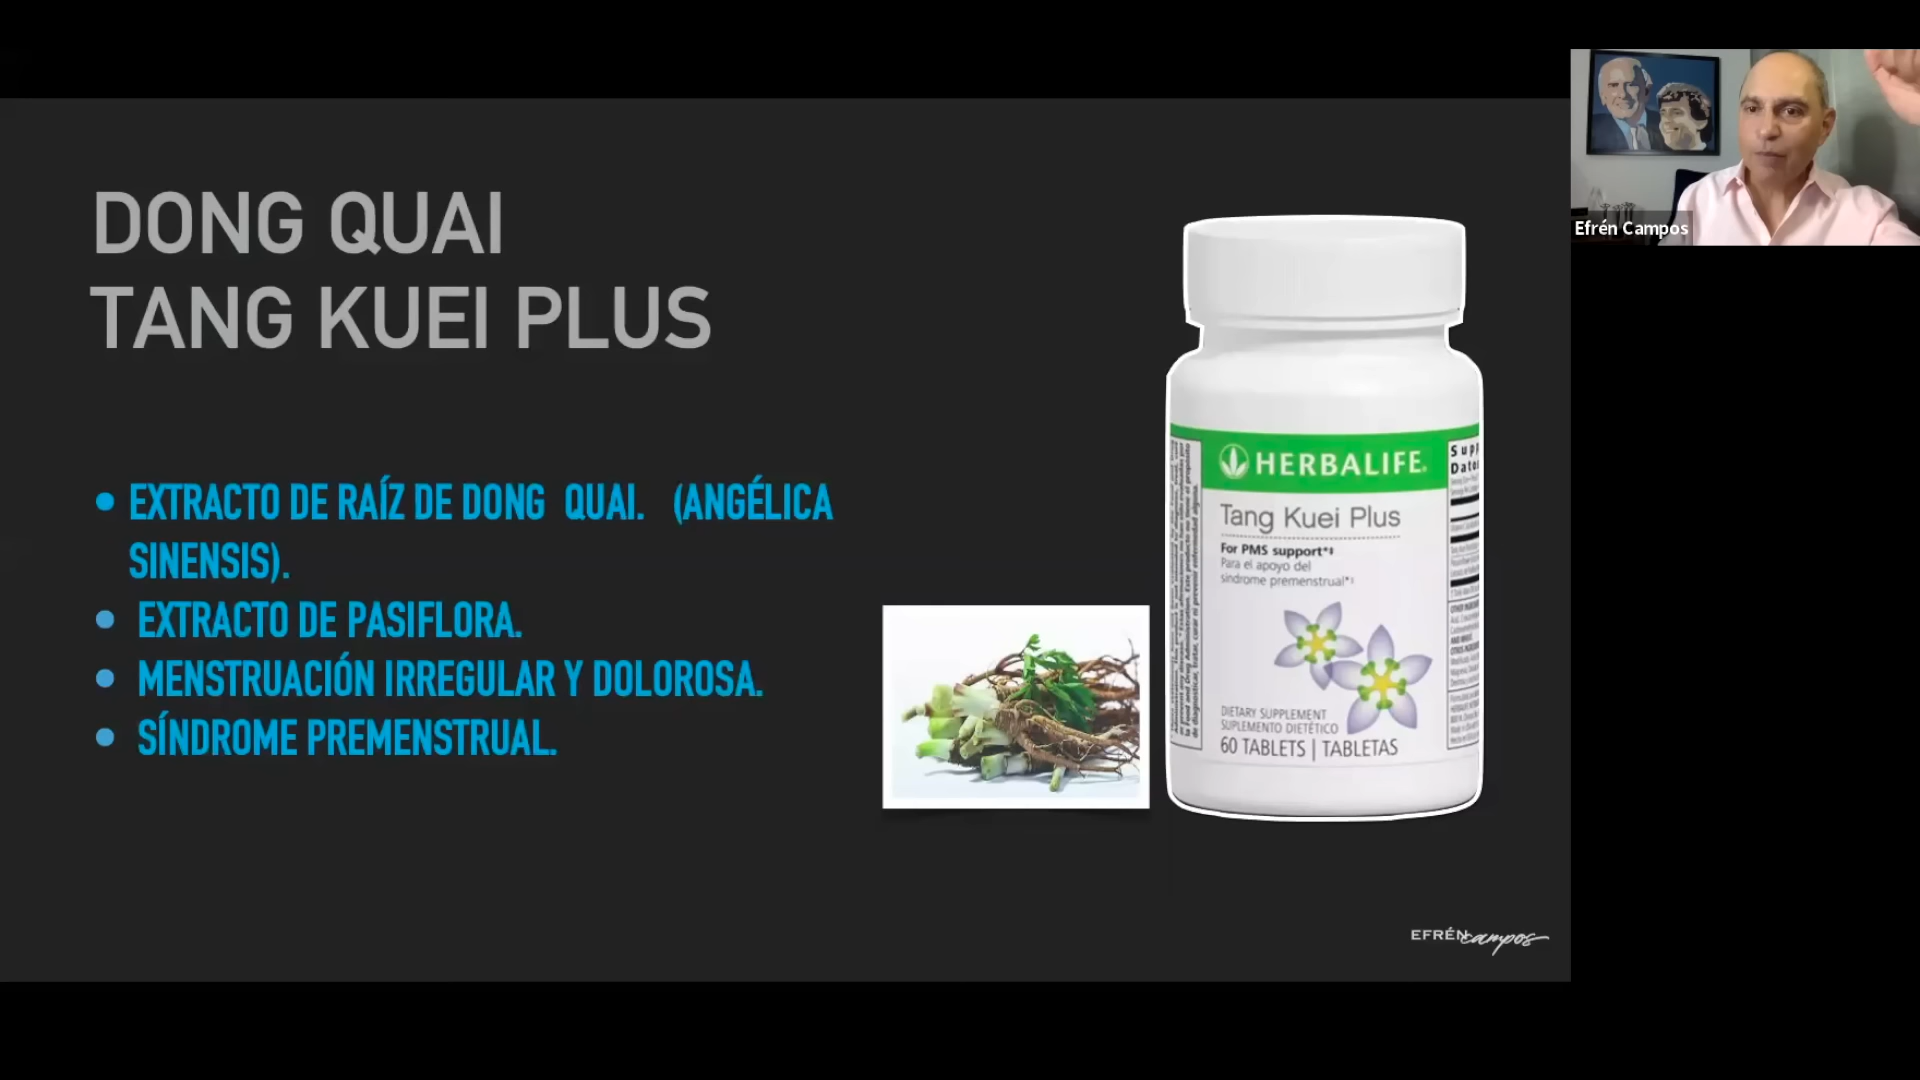 DONG QUAI
TANG KUEI PLUS
• EXTRACTO DE RAÍZ DE DONG QUAI. (ANGÉLICA
SINENSIS).
• EXTRACTO DE PASIFLORA.
• MENSTRUACIÓN IRREGULAR Y DOLOROSA.
• SÍNDROME PREMENSTRUAL.
HERBALIFE
Tang Kuei Plus
For PMS support*‡
Para el apoyo del
síndrome premenstrual*‡
DIETARY SUPPLEMENT
SUPLEMENTO DIETÉTICO
60 TABLETS | TABLETAS
Supp
Dato
EFRÉN campos
Efrén Campos